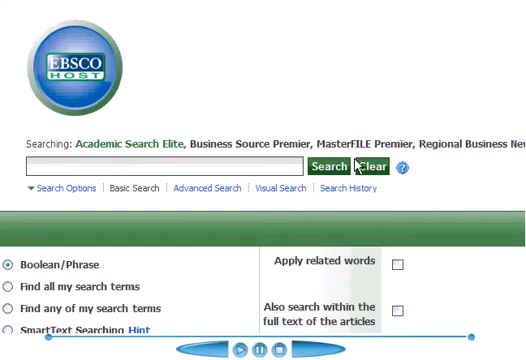 EBSCO
HOST
Searching: Academic Search Elite, Business Source Premier, MasterFILE Premier, Regional Business New
Search Clear ?
Search Options Basic Search Advanced Search Visual Search Search History
Boolean/Phrase
Find all my search terms
Find any of my search terms
SmartText Searching Hint
Apply related words
Also search within the
full text of the articles